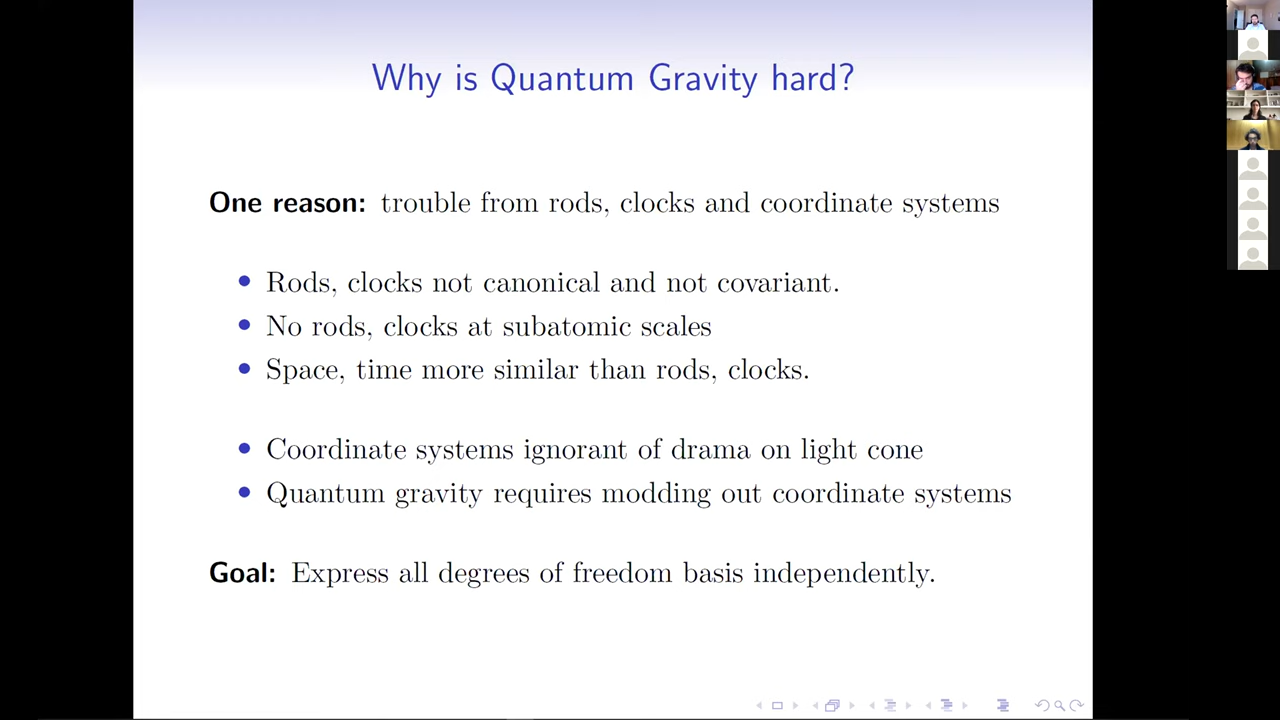 Why is Quantum Gravity hard?
One reason: trouble from rods, clocks and coordinate systems
• Rods, clocks not canonical and not covariant.
• No rods, clocks at subatomic scales
• Space, time more similar than rods, clocks.
• Coordinate systems ignorant of drama on light cone
• Quantum gravity requires modding out coordinate systems
Goal: Express all degrees of freedom basis independently.